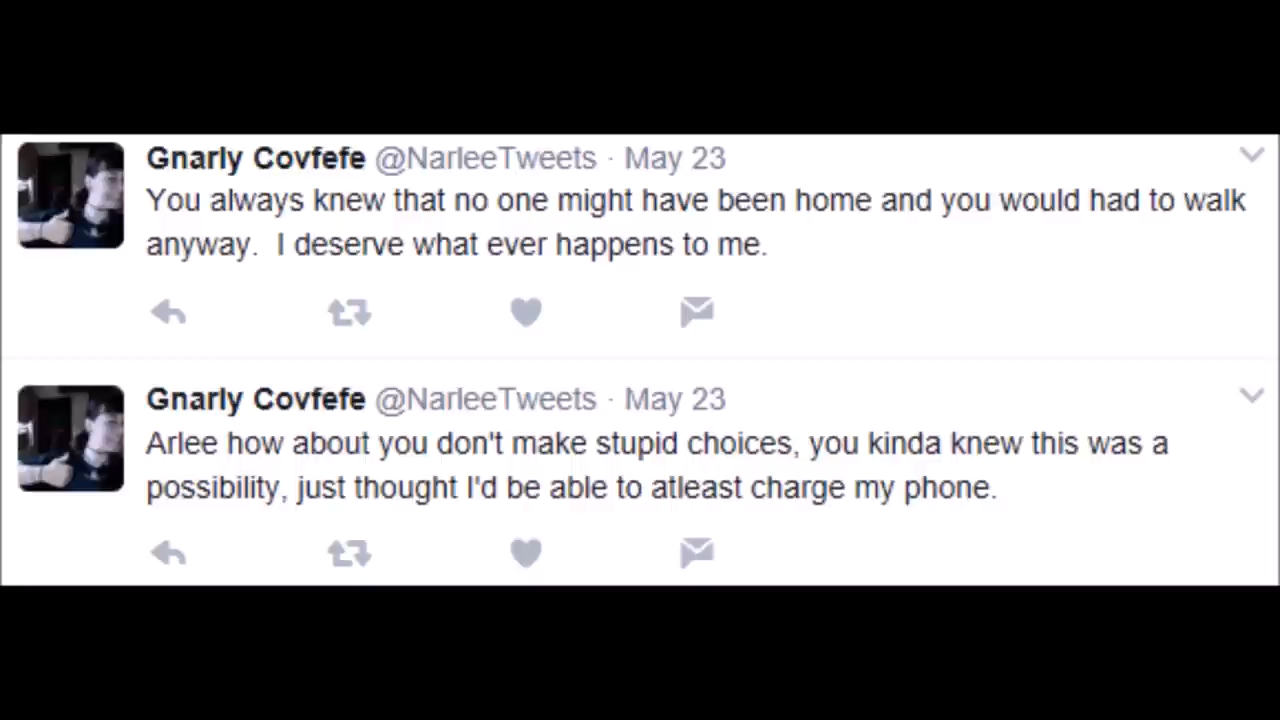 Gnarly Covfefe @NarleeTweets · May 23
You always knew that no one might have been home and you would had to walk
anyway.  I deserve what ever happens to me.
Gnarly Covfefe @NarleeTweets · May 23
Arlee how about you don't make stupid choices, you kinda knew this was a
possibility, just thought I'd be able to atleast charge my phone.